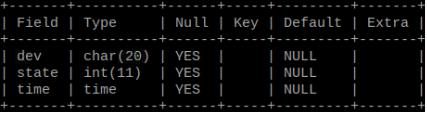 +-------+----------+------+-----+---------+-------+
| Field | Type     | Null | Key | Default | Extra |
+-------+----------+------+-----+---------+-------+
| dev   | char(20) | YES  |     | NULL    |       |
| state | int(11)  | YES  |     | NULL    |       |
| time  | time     | YES  |     | NULL    |       |
+-------+----------+------+-----+---------+-------+